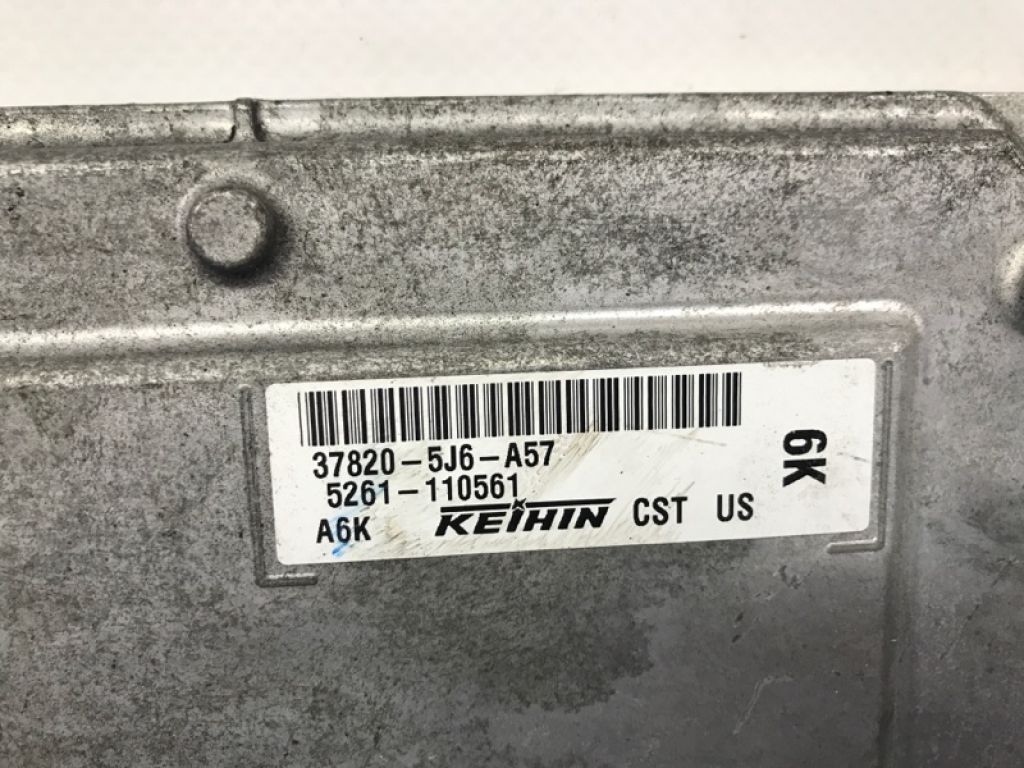 37820-5J6-A57
5261-110561
A6K KEIHIN CST US
6K